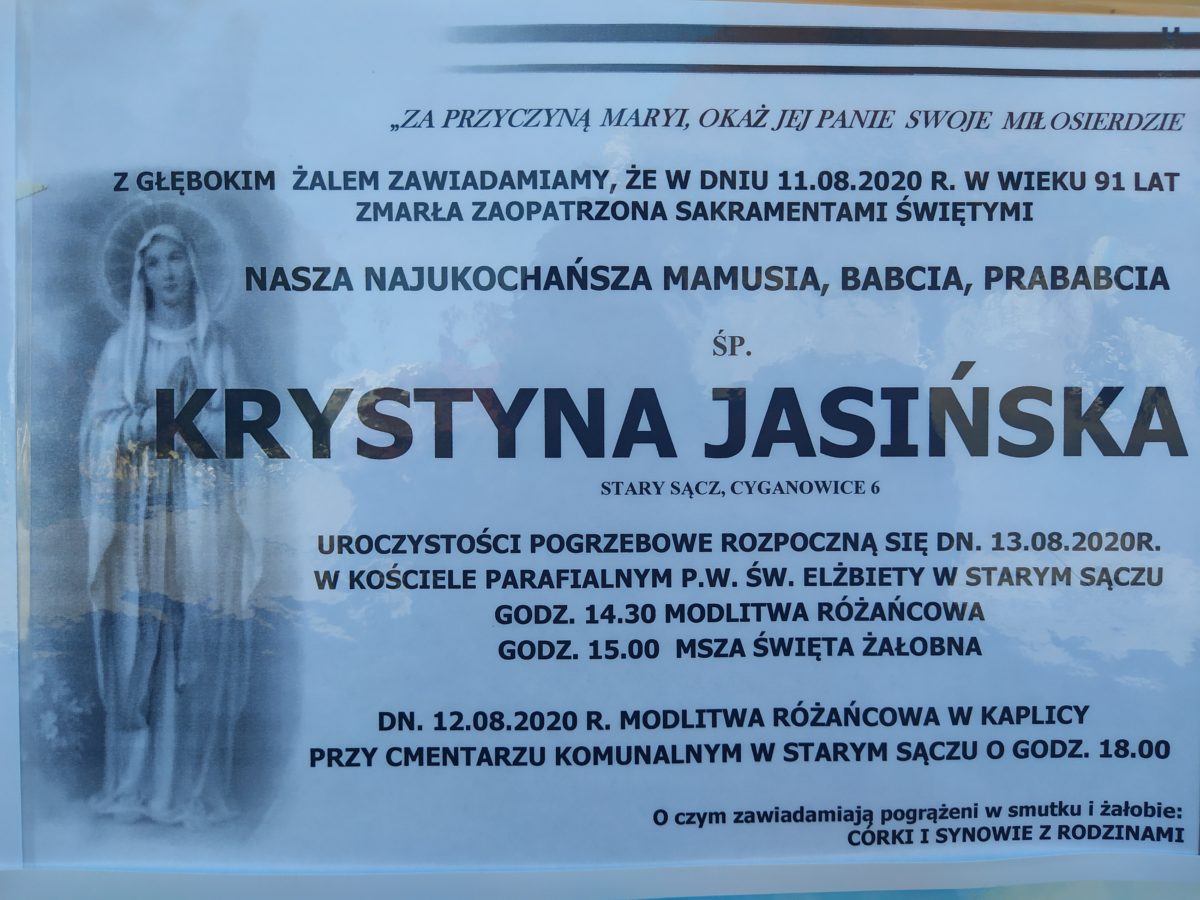 „ZA PRZYCZYNĄ MARYI, OKAŻ JEJ PANIE SWOJE MIŁOSIERDZIE
Z GŁĘBOKIM ŻALEM ZAWIADAMIAMY, ŻE W DNIU 11.08.2020 R. W WIEKU 91 LAT
ZMARŁA ZAOPATRZONA SAKRAMENTAMI ŚWIĘTYMI
NASZA NAJUKOCHAŃSZA MAMUSIA, BABCIA, PRABABCIA
ŚP.
KRYSTYNA JASIŃSKA
STARY SĄCZ, CYGANOWICE 6
UROCZYSTOŚCI POGRZEBOWE ROZPOCZNĄ SIĘ DN. 13.08.2020R.
W KOŚCIELE PARAFIALNYM P.W. ŚW. ELŻBIETY W STARYM SĄCZU
GODZ. 14.30 MODLITWA RÓŻAŃCOWA
GODZ. 15.00 MSZA ŚWIĘTA ŻAŁOBNA
DN. 12.08.2020 R. MODLITWA RÓŻAŃCOWA W KAPLICY
PRZY CMENTARZU KOMUNALNYM W STARYM SĄCZU O GODZ. 18.00
O czym zawiadamiają pogrążeni w smutku i żałobie:
CÓRKI I SYNOWIE Z RODZINAMI